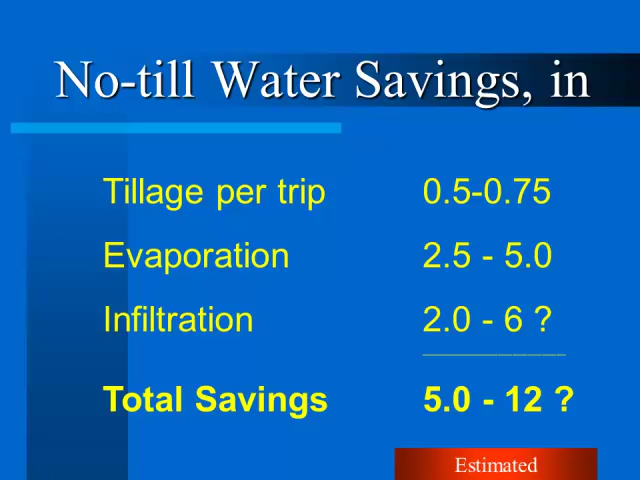 No-till Water Savings, in
Tillage per trip 0.5-0.75
Evaporation 2.5 - 5.0
Infiltration 2.0 - 6 ?
Total Savings 5.0 - 12 ?
Estimated